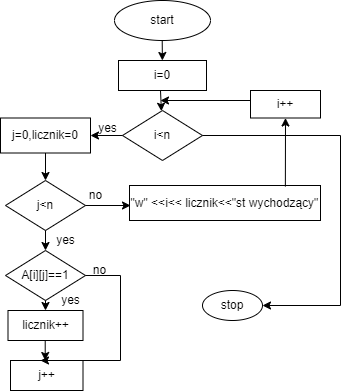 start
i=0
i++
j=0,licznik=0
yes
i<n
j<n
no
"w" <<i<< licznik<<"st wychodzący"
yes
A[i][j]==1
no
yes
stop
licznik++
j++